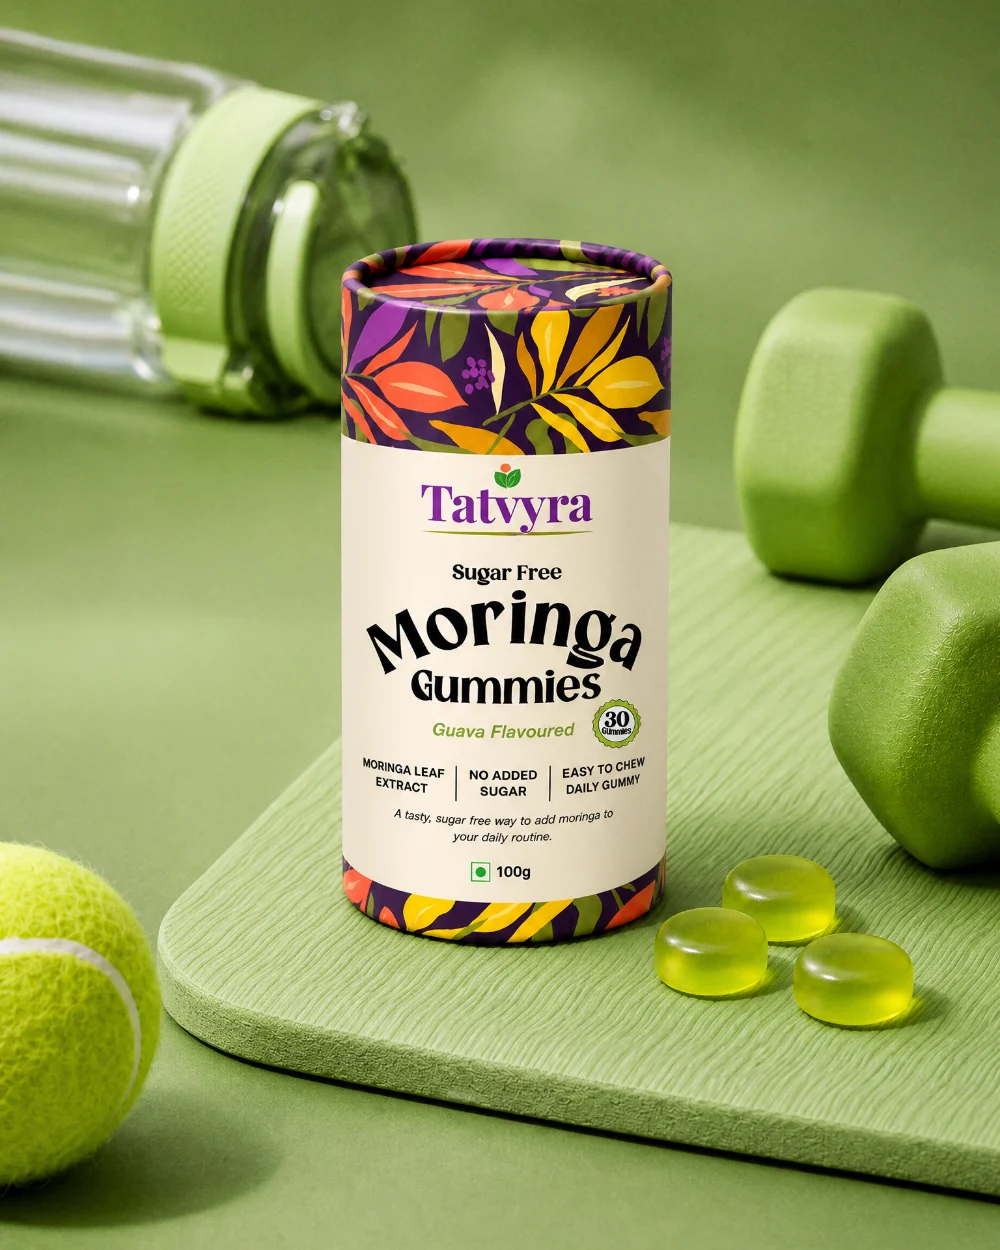 Tatvyra
Sugar Free
Moringa
Gummies
Guava Flavoured
30
Gummies
MORINGA LEAF
EXTRACT
NO ADDED
SUGAR
EASY TO CHEW
DAILY GUMMY
A tasty, sugar free way to add moringa to
your daily routine.
100g